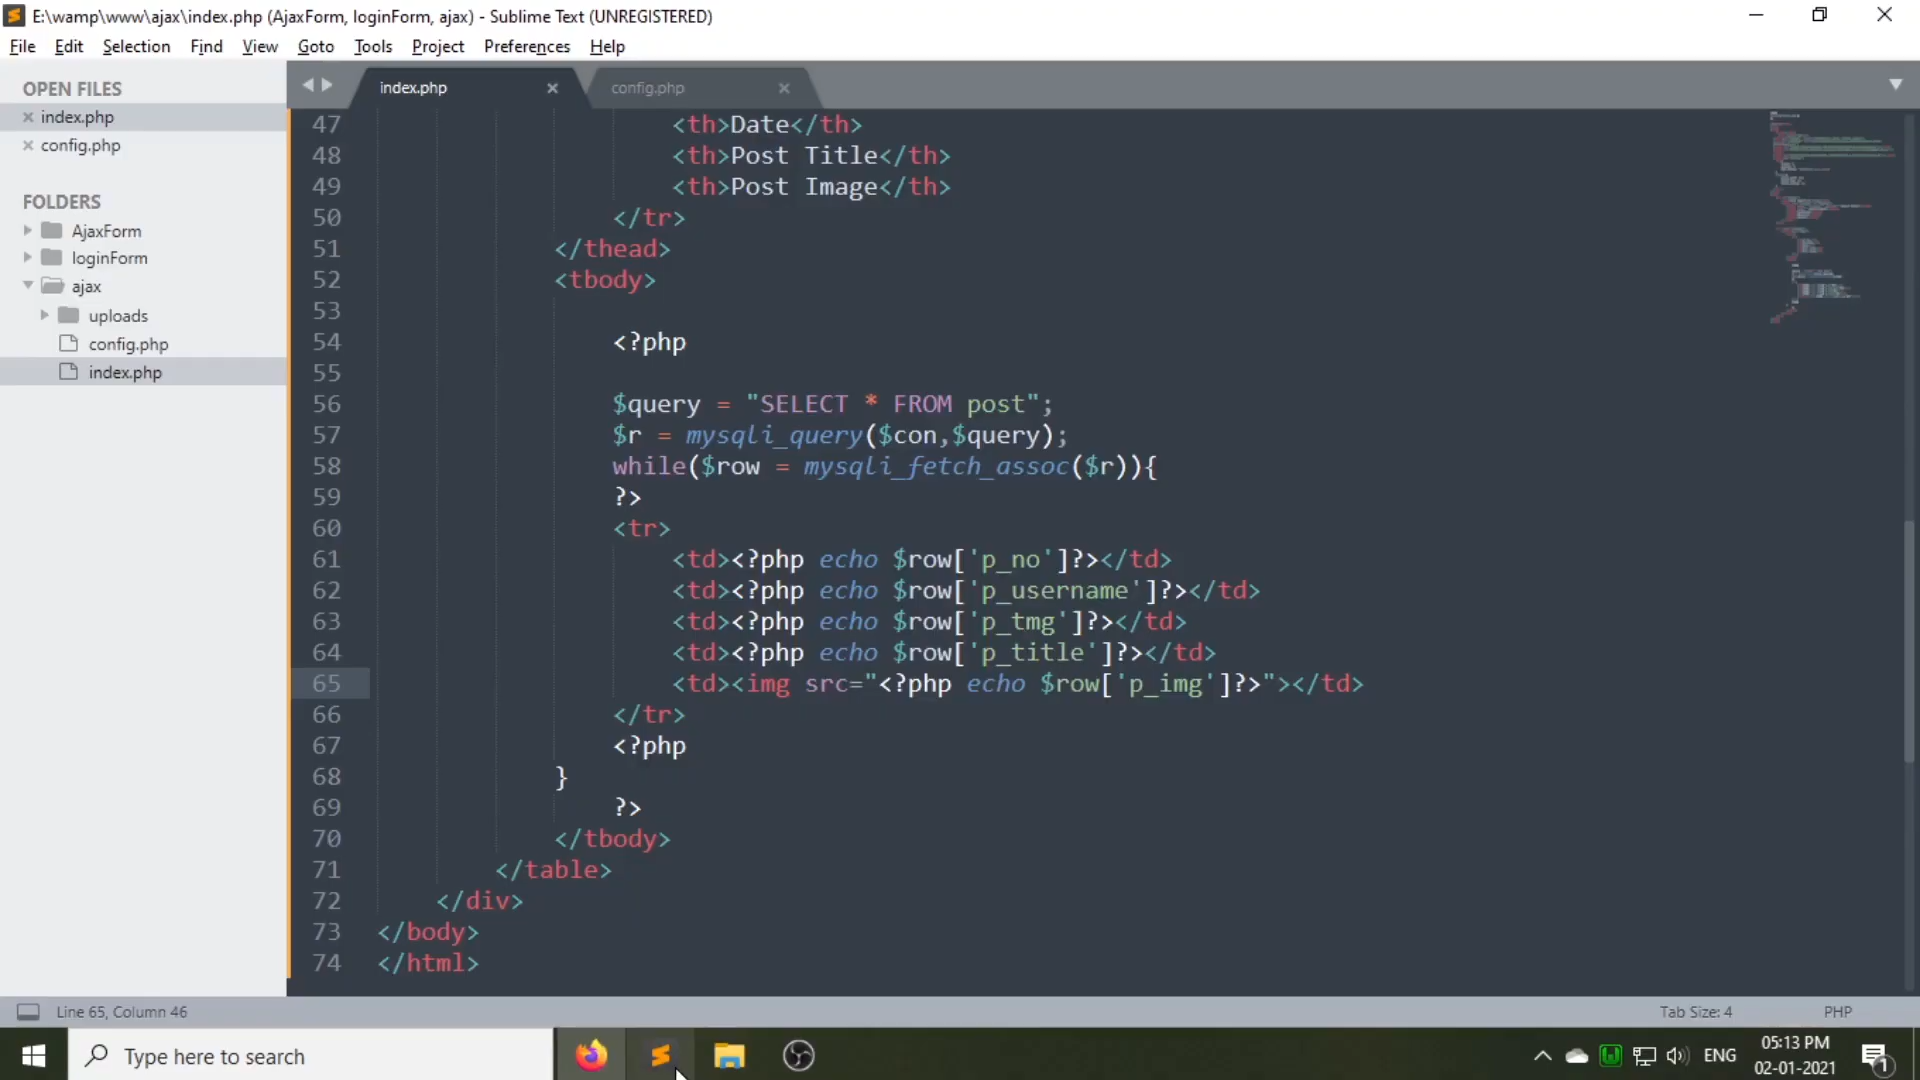 E:\wamp\www\ajax\index.php (AjaxForm, loginForm, ajax) - Sublime Text (UNREGISTERED)
File Edit Selection Find View Goto Tools Project Preferences Help
OPEN FILES
index.php
config.php
FOLDERS
AjaxForm
loginForm
ajax
uploads
config.php
index.php
index.php config.php
47 <th>Date</th>
48 <th>Post Title</th>
49 <th>Post Image</th>
50 </tr>
51 </thead>
52 <tbody>
53
54 <?php
55
56 $query = "SELECT * FROM post";
57 $r = mysqli_query($con,$query);
58 while($row = mysqli_fetch_assoc($r)){
59 ?>
60 <tr>
61 <td><?php echo $row['p_no']?></td>
62 <td><?php echo $row['p_username']?></td>
63 <td><?php echo $row['p_tmg']?></td>
64 <td><?php echo $row['p_title']?></td>
65 <td><img src="<?php echo $row['p_img']?>"></td>
66 </tr>
67 <?php
68 }
69 ?>
70 </tbody>
71 </table>
72 </div>
73 </body>
74 </html>
Line 65, Column 46 Tab Size: 4 PHP
Type here to search ENG 05:13 PM
02-01-2021 1